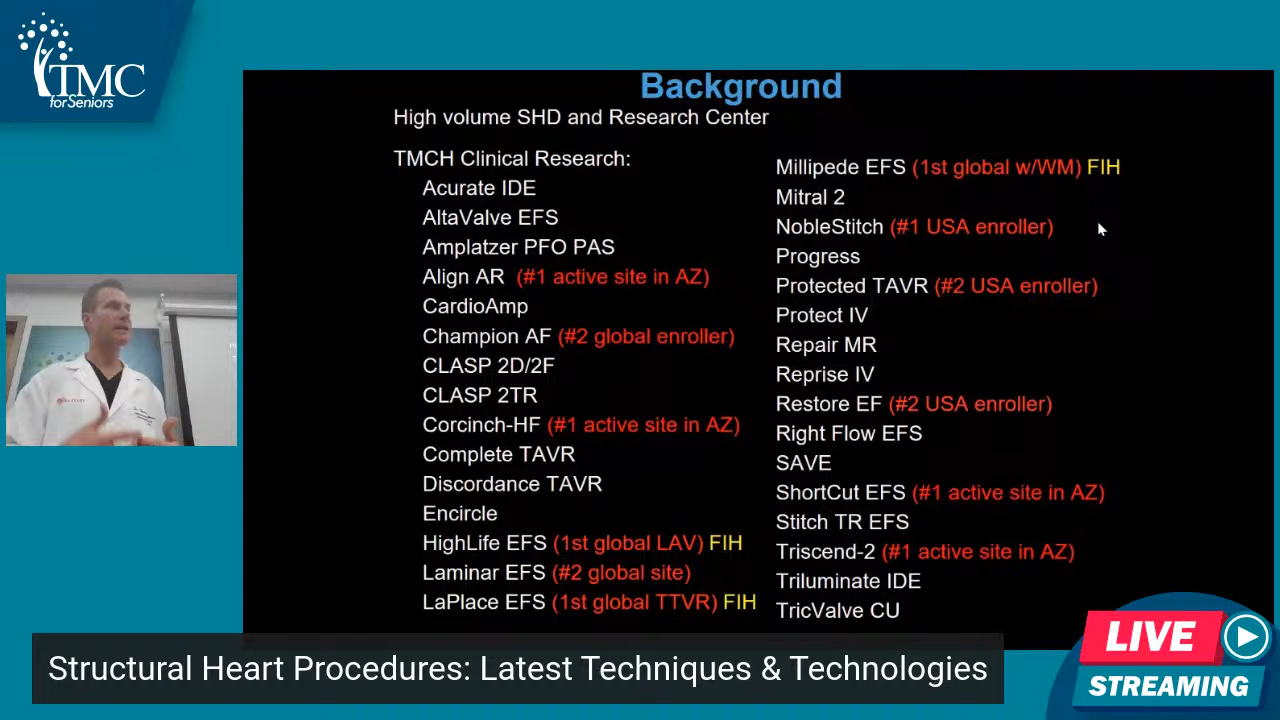 TMC
for Seniors
Background
High volume SHD and Research Center
TMCH Clinical Research:
Acurate IDE
AltaValve EFS
Amplatzer PFO PAS
Align AR (#1 active site in AZ)
CardioAmp
Champion AF (#2 global enroller)
CLASP 2D/2F
CLASP 2TR
Corcinch-HF (#1 active site in AZ)
Complete TAVR
Discordance TAVR
Encircle
HighLife EFS (1st global LAV) FIH
Laminar EFS (#2 global site)
LaPlace EFS (1st global TTVR) FIH
Millipede EFS (1st global w/WM) FIH
Mitral 2
NobleStitch (#1 USA enroller)
Progress
Protected TAVR (#2 USA enroller)
Protect IV
Repair MR
Reprise IV
Restore EF (#2 USA enroller)
Right Flow EFS
SAVE
ShortCut EFS (#1 active site in AZ)
Stitch TR EFS
Triscend-2 (#1 active site in AZ)
Triluminate IDE
TricValve CU
Structural Heart Procedures: Latest Techniques & Technologies
LIVE
STREAMING